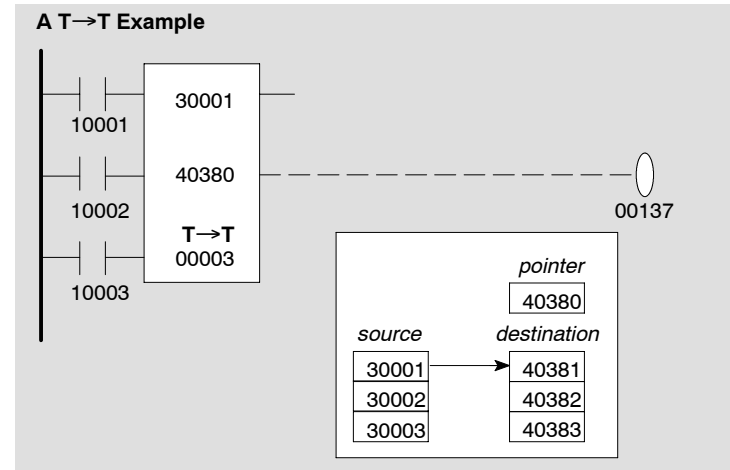 A T→T Example
30001
10001
40380
10002
00137
T→T
00003
10003
pointer
40380
source destination
30001 40381
30002 40382
30003 40383